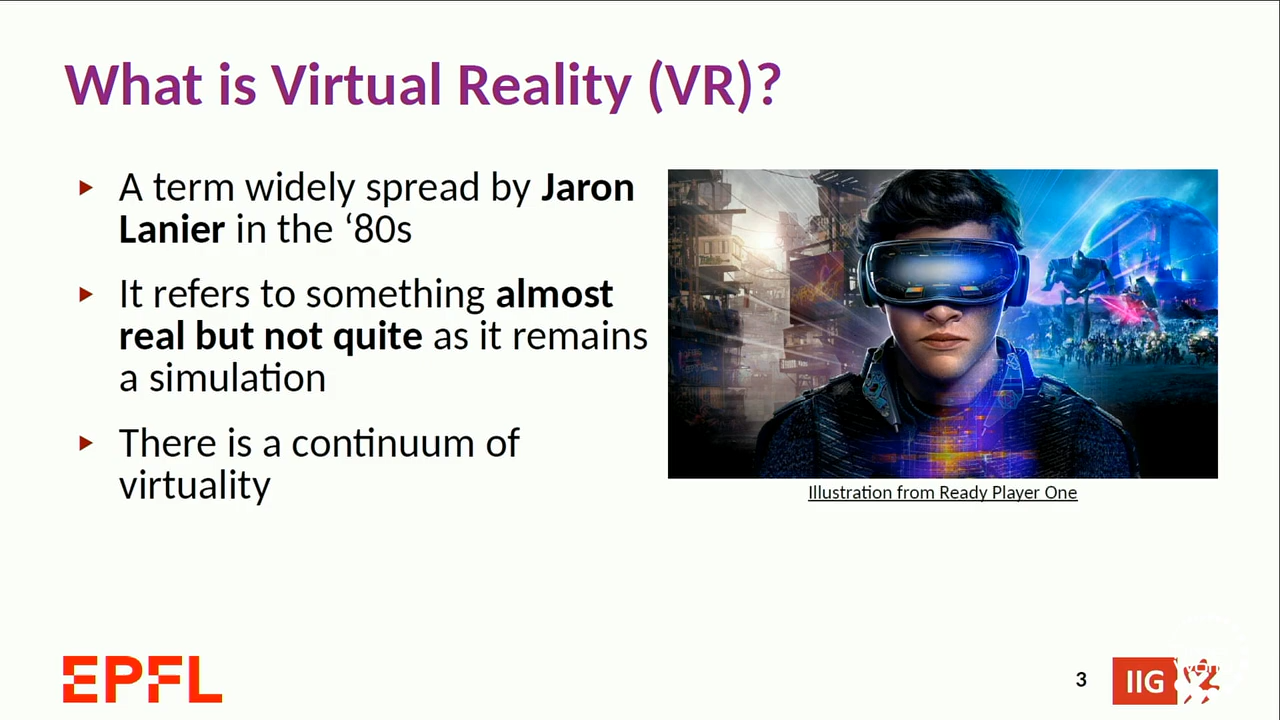 What is Virtual Reality (VR)?
▸ A term widely spread by Jaron
Lanier in the ‘80s
▸ It refers to something almost
real but not quite as it remains
a simulation
▸ There is a continuum of
virtuality
Illustration from Ready Player One
EPFL
3
IIG